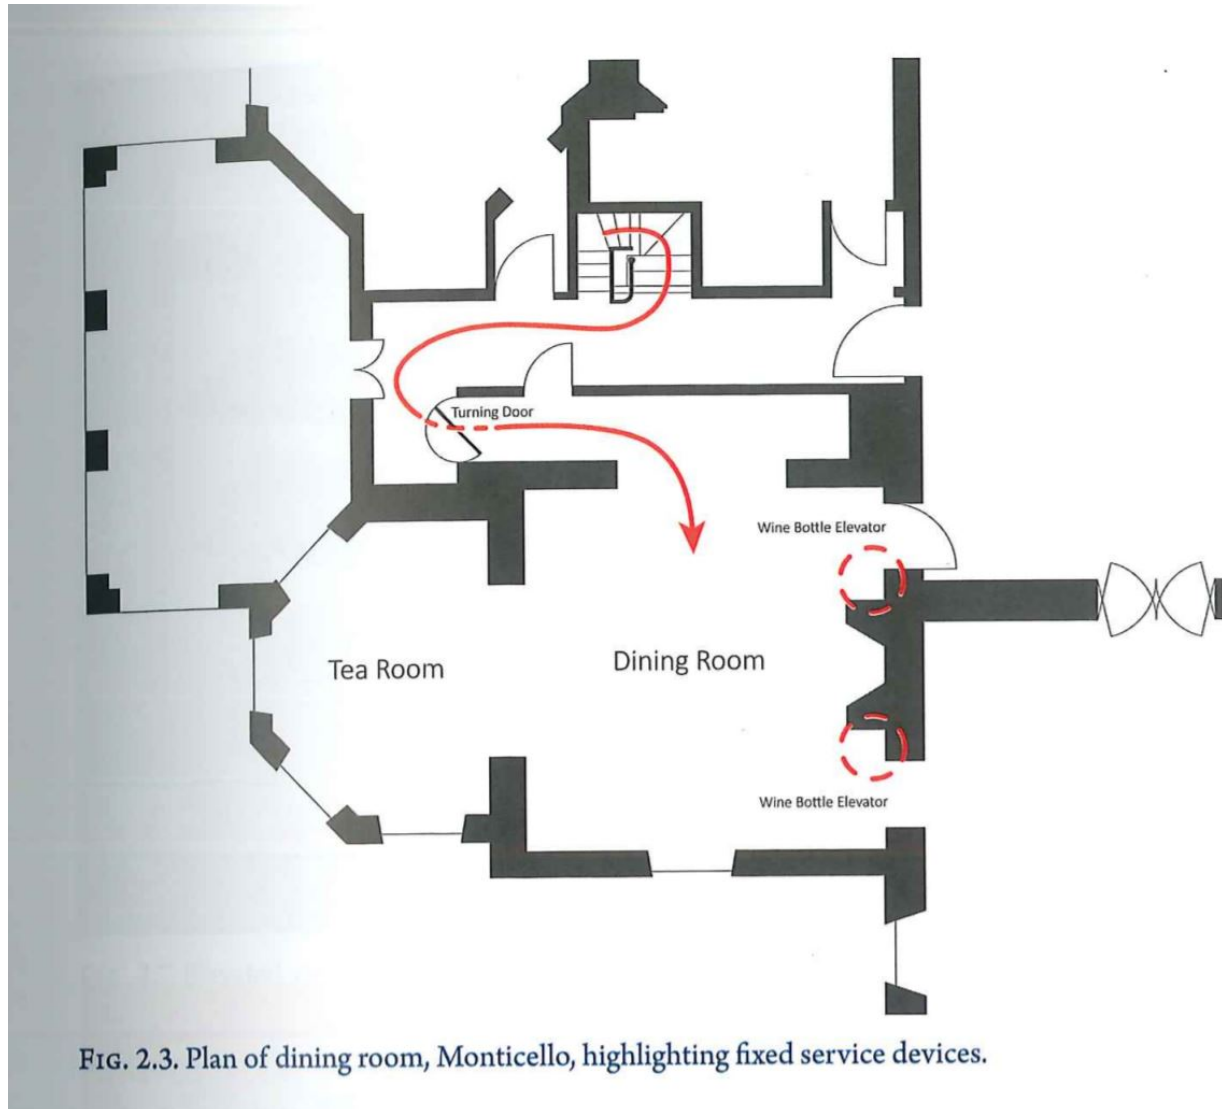 Turning Door
Wine Bottle Elevator
Tea Room
Dining Room
Wine Bottle Elevator
FIG. 2.3. Plan of dining room, Monticello, highlighting fixed service devices.